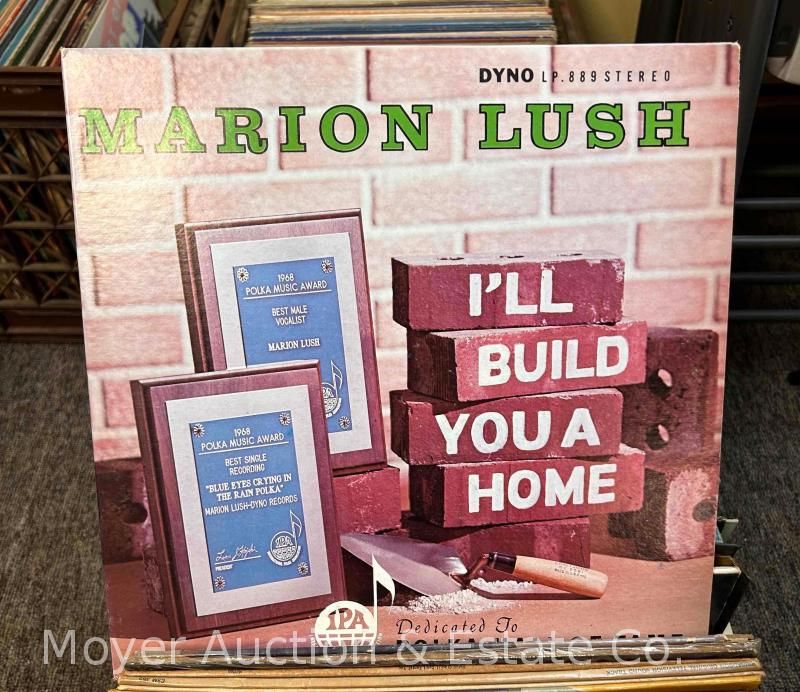 DYNO LP.889 STEREO
MARION LUSH
I'LL
BUILD
YOU A
HOME
1968
POLKA MUSIC AWARD
BEST MALE
VOCALIST
MARION LUSH
1968
POLKA MUSIC AWARD
BEST SINGLE
RECORDING
"BLUE EYES CRYING IN
THE RAIN POLKA"
MARION LUSH-DYNO RECORDS
PRESIDENT
IPA
Dedicated To
Moyer Auction & Estate Co.